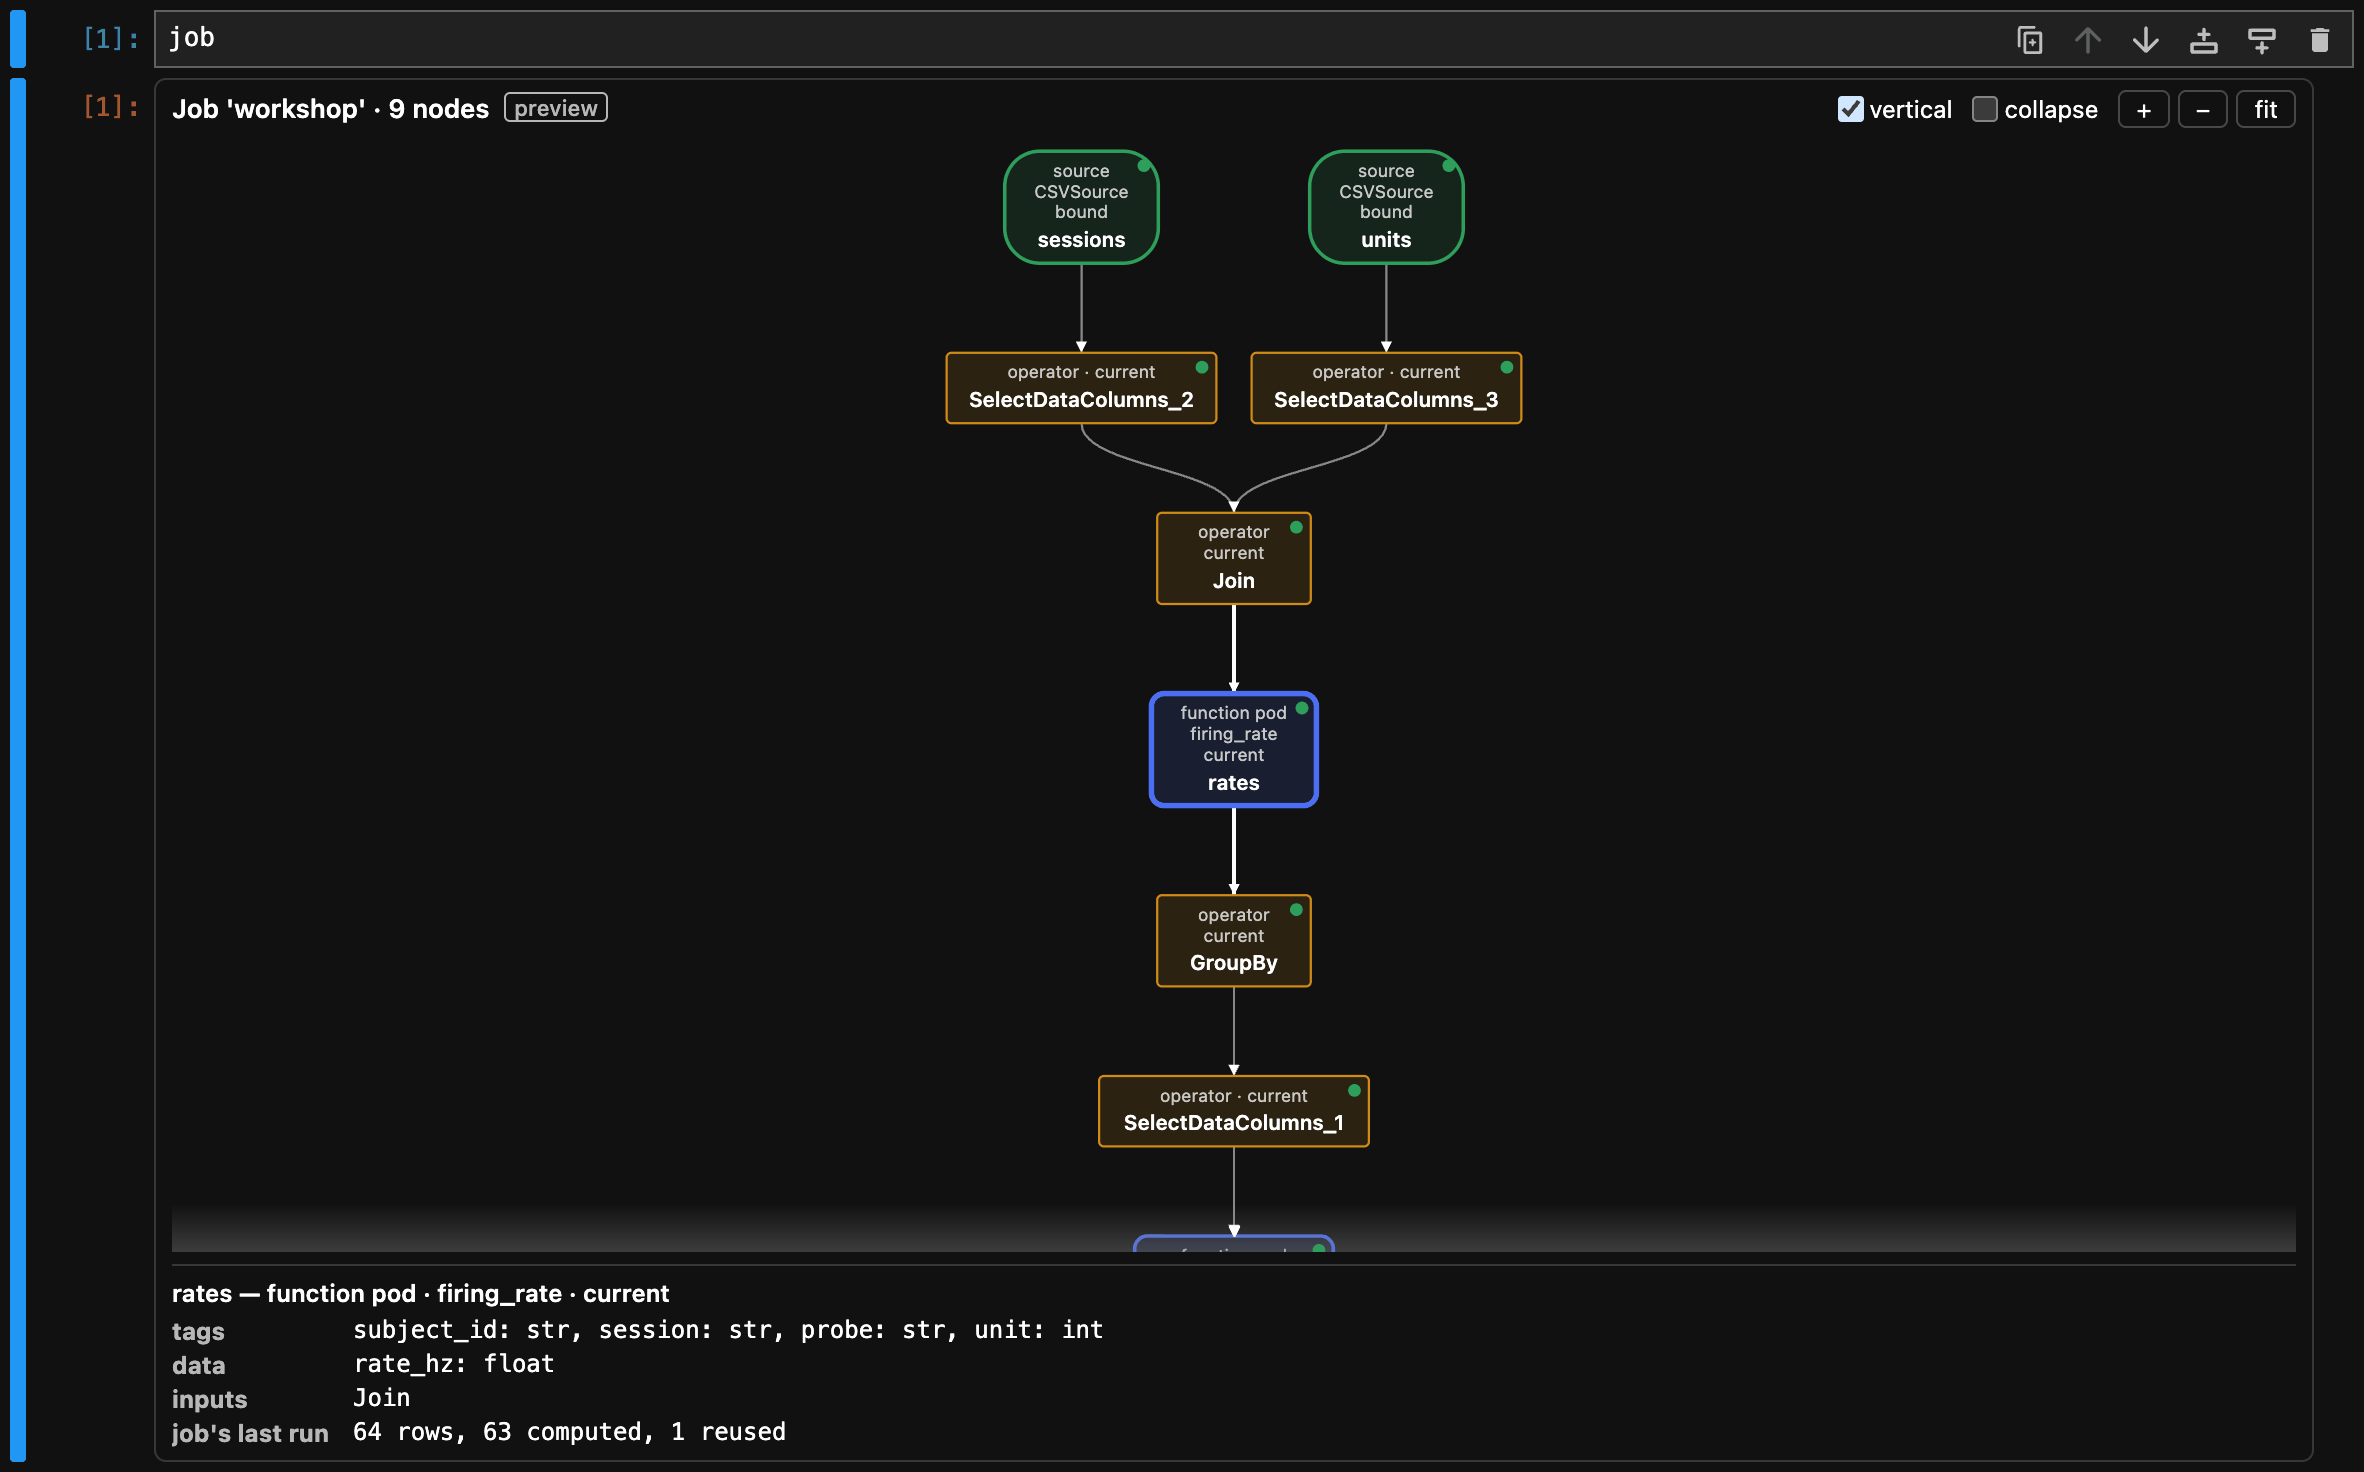 [1]: job
[1]: Job 'workshop' · 9 nodes preview
vertical collapse + − fit
source
CSVSource
bound
sessions
source
CSVSource
bound
units
operator · current
SelectDataColumns_2
operator · current
SelectDataColumns_3
operator
current
Join
function pod
firing_rate
current
rates
operator
current
GroupBy
operator · current
SelectDataColumns_1
rates — function pod · firing_rate · current
tags subject_id: str, session: str, probe: str, unit: int
data rate_hz: float
inputs Join
job's last run 64 rows, 63 computed, 1 reused